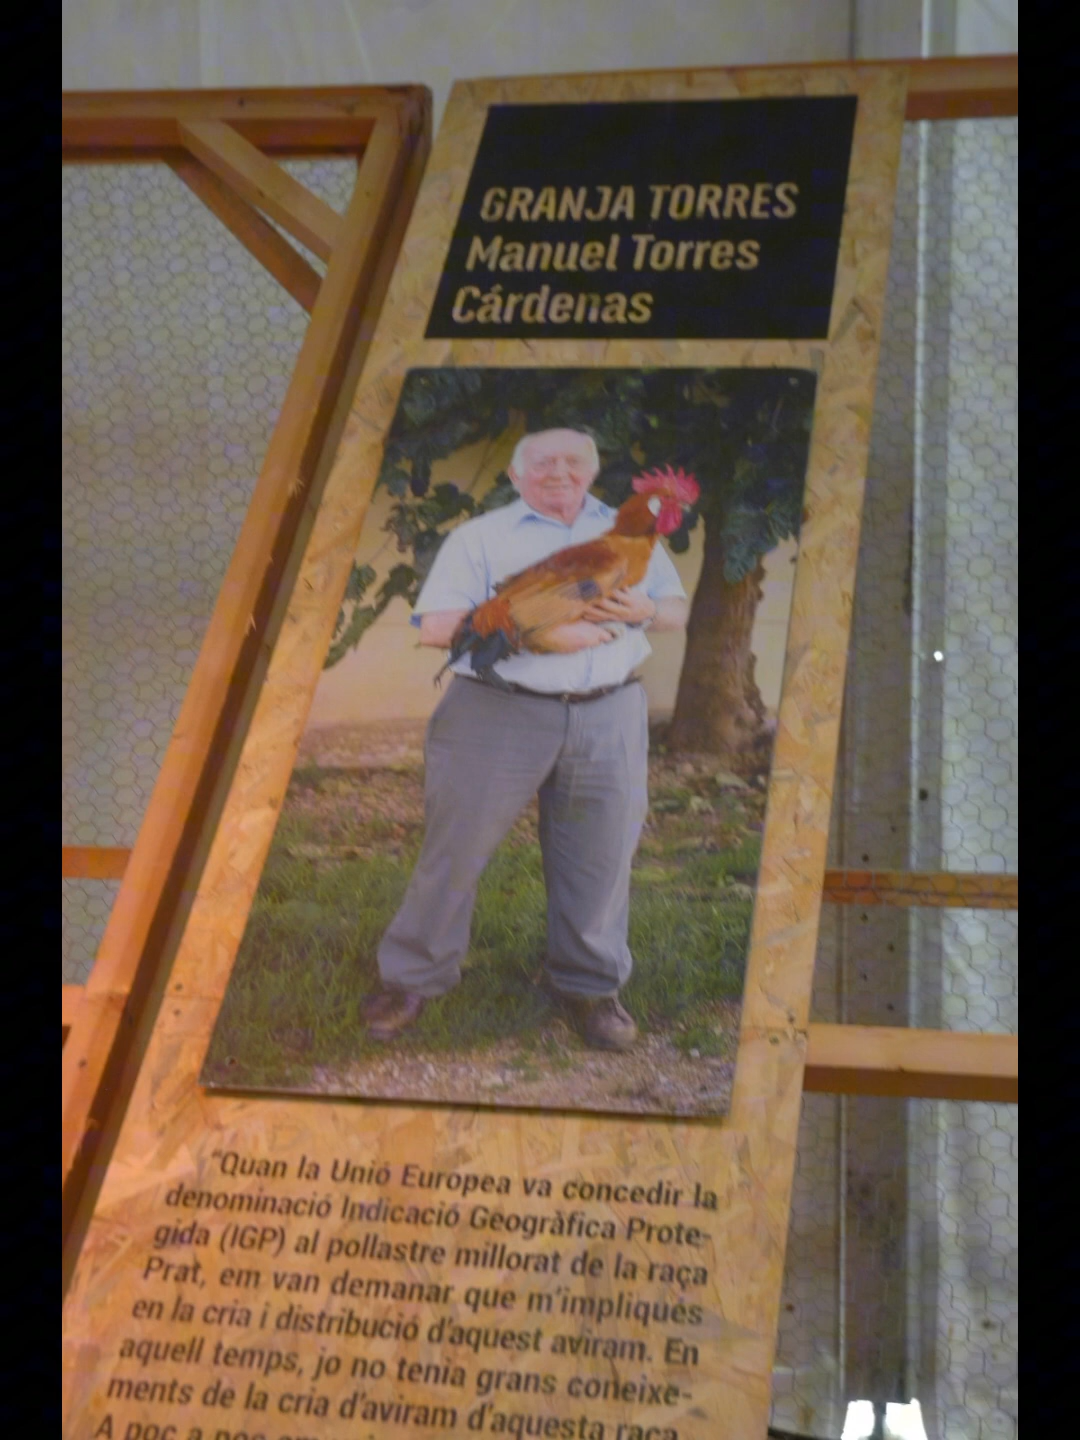 GRANJA TORRES
Manuel Torres
Cárdenas
"Quan la Unió Europea va concedir la
denominació Indicació Geogràfica Prote-
gida (IGP) al pollastre millorat de la raça
Prat, em van demanar que m'impliqués
en la cria i distribució d'aquest aviram. En
aquell temps, jo no tenia grans coneixe-
ments de la cria d'aviram d'aquesta raça.
A poc a poc